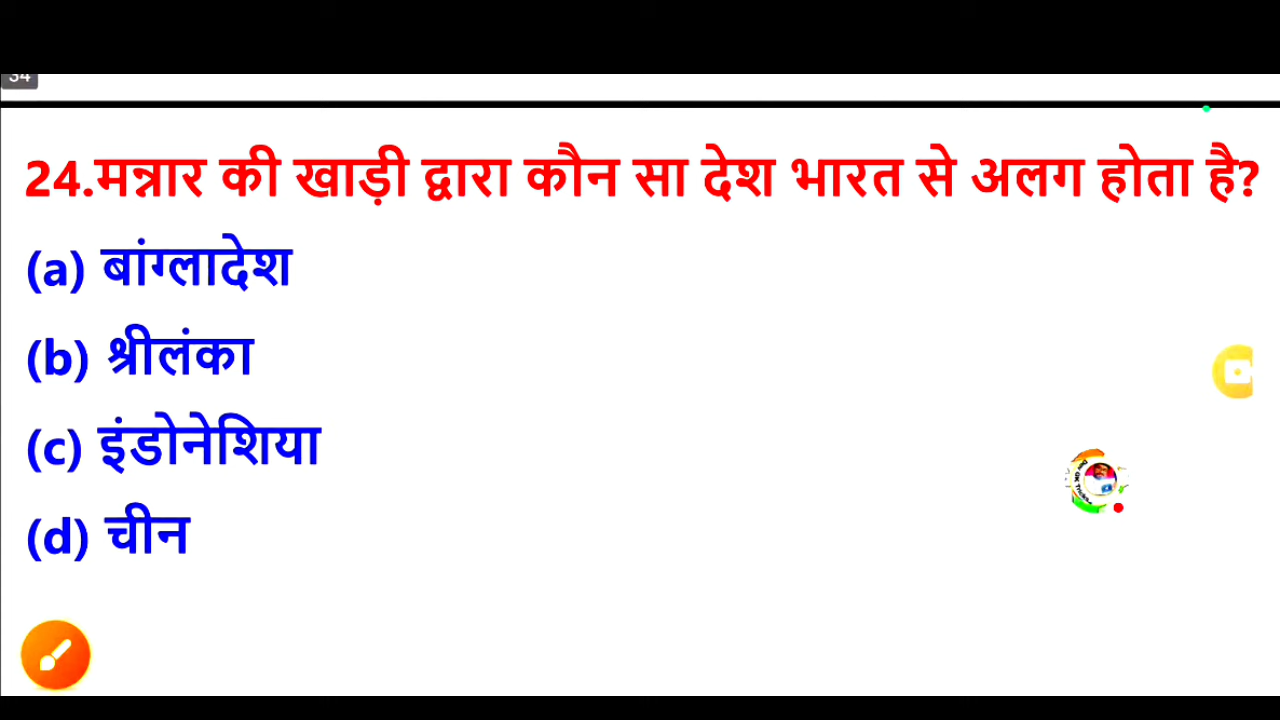 34
24.मन्नार की खाड़ी द्वारा कौन सा देश भारत से अलग होता है?
(a) बांग्लादेश
(b) श्रीलंका
(c) इंडोनेशिया
(d) चीन